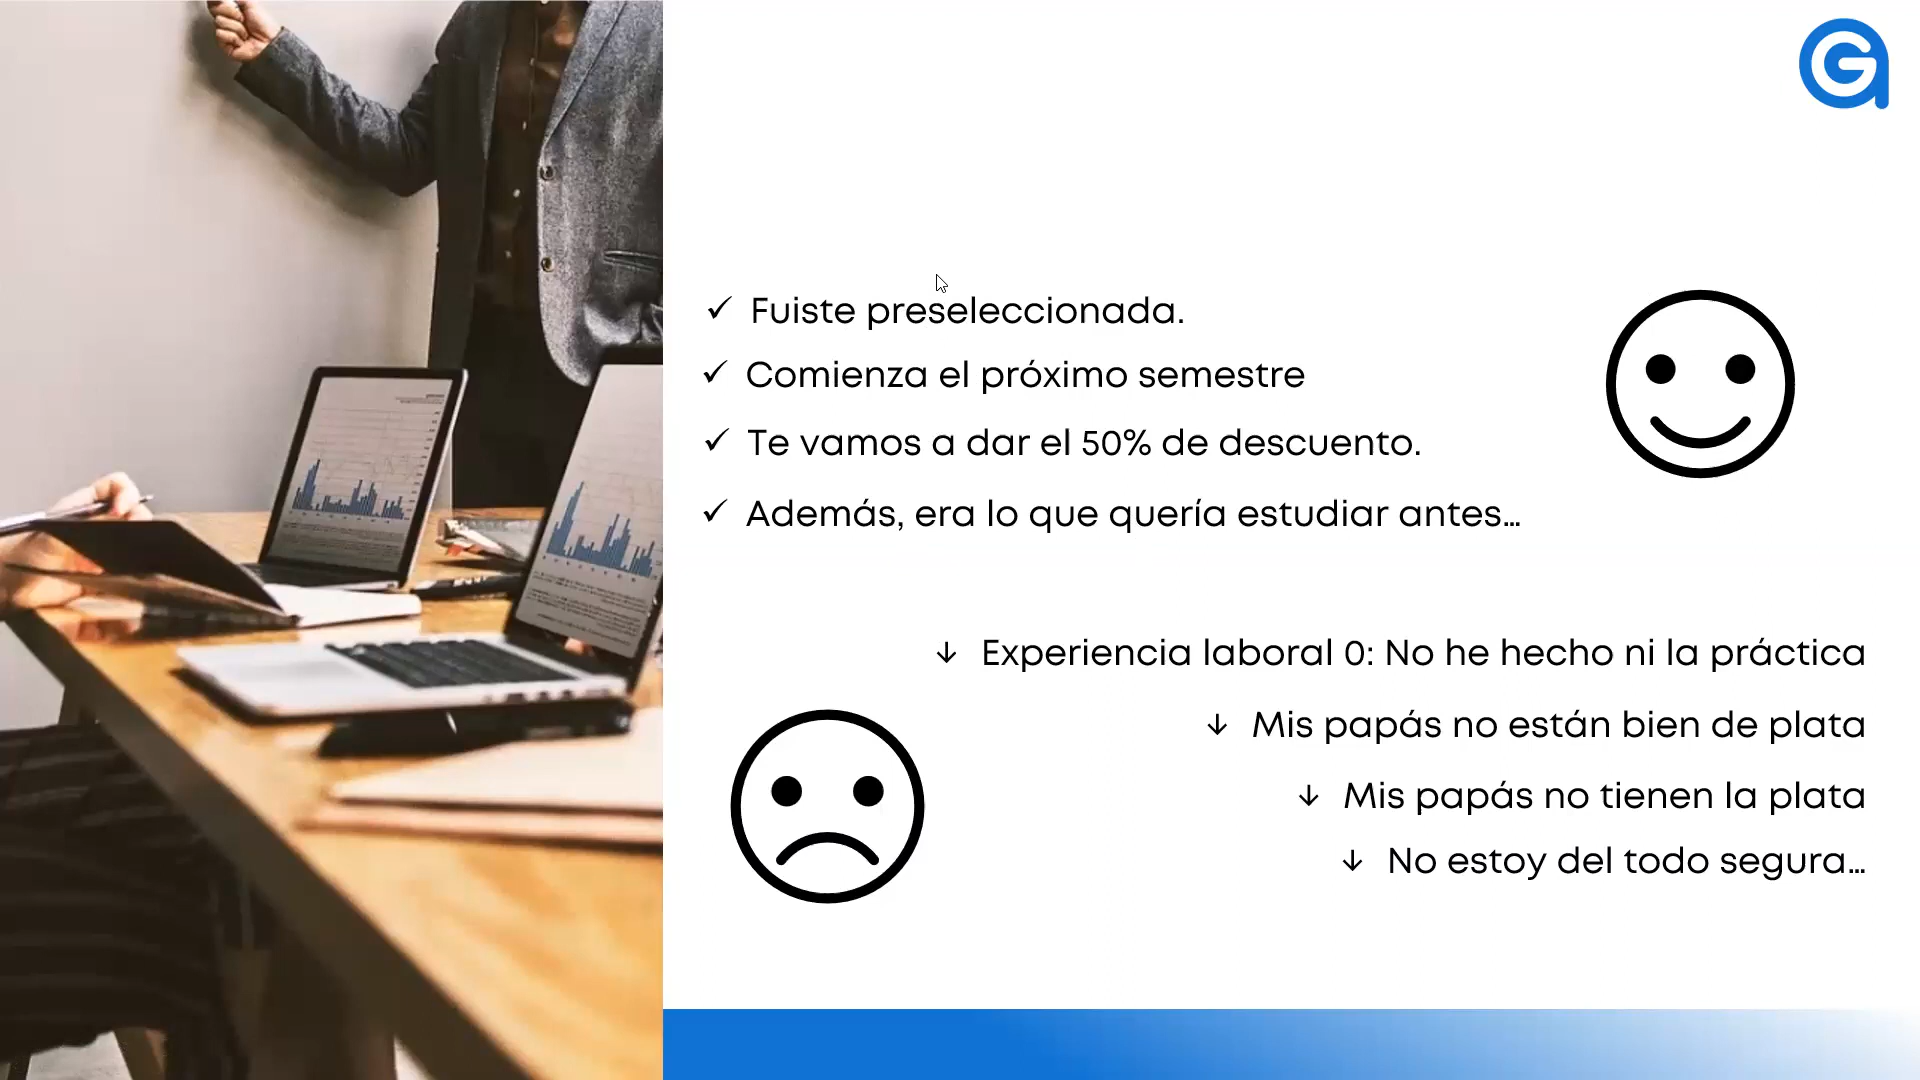 Fuiste preseleccionada.
Comienza el próximo semestre
Te vamos a dar el 50% de descuento.
Además, era lo que quería estudiar antes...
Experiencia laboral 0: No he hecho ni la práctica
Mis papás no están bien de plata
Mis papás no tienen la plata
No estoy del todo segura...